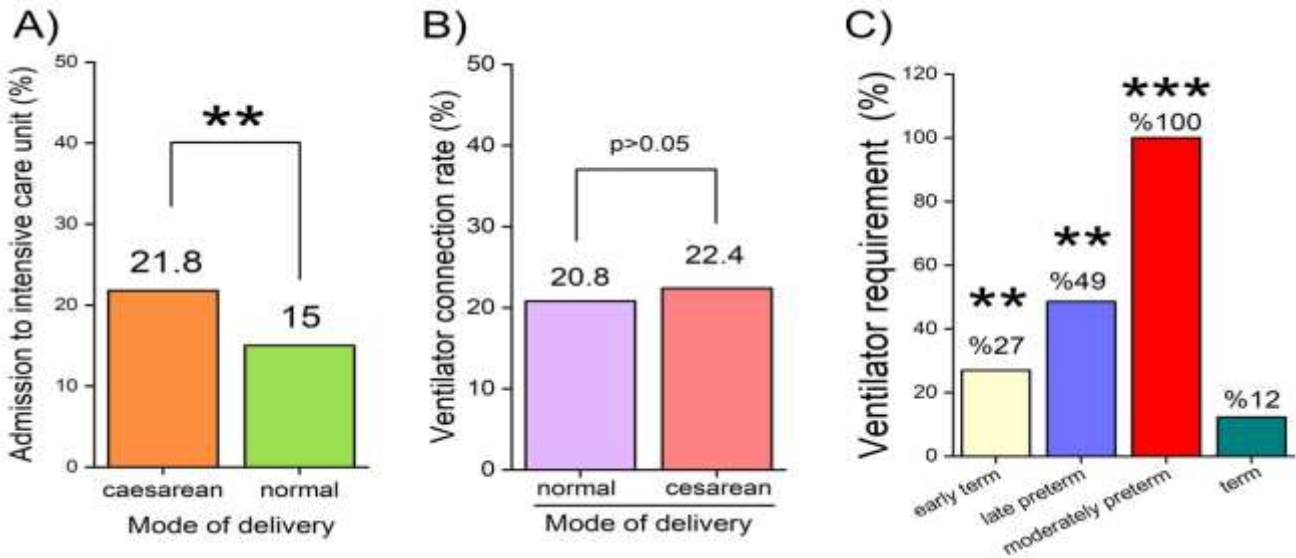 A)
Admission to intensive care unit (%)
50
40
30
20
10
0
**
21.8
15
caesarean
normal
Mode of delivery
B)
Ventilator connection rate (%)
50
40
30
20
10
0
p>0.05
20.8
22.4
normal
cesarean
Mode of delivery
C)
Ventilator requirement (%)
120
100
80
60
40
20
0
**
%27
**
%49
***
%100
%12
early term
late preterm
moderately preterm
term